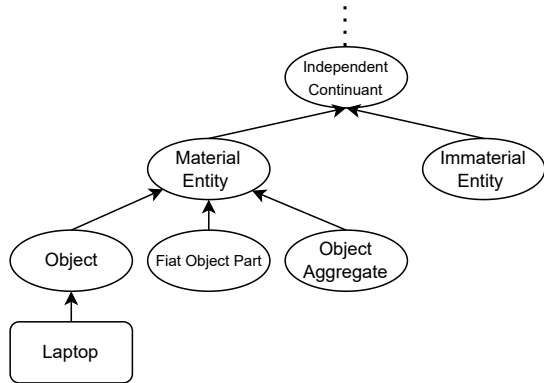 Independent
Continuant
Material
Entity
Immaterial
Entity
Object
Fiat Object Part
Object
Aggregate
Laptop